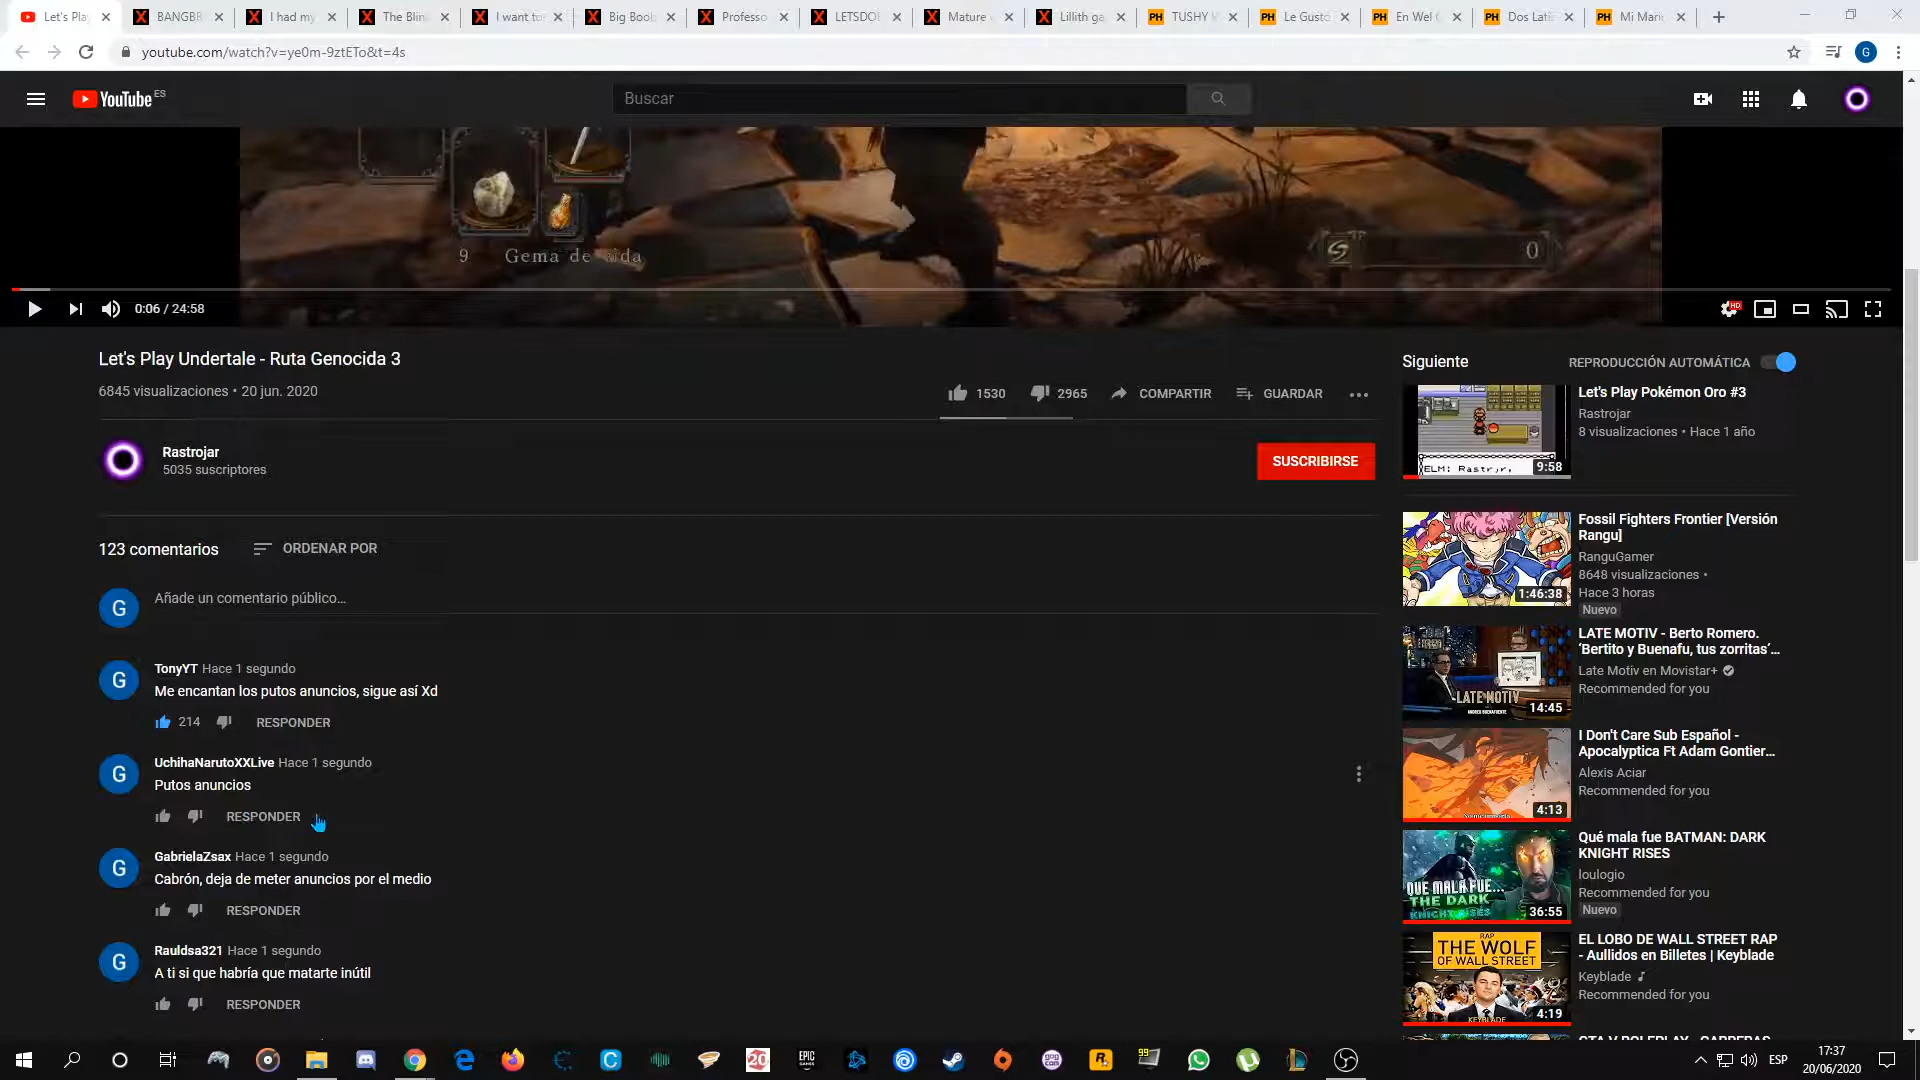 Let's Play
BANGBR
I had my
The Blin
I want to
Big Boob
Professo
LETSDO
Mature
Lillith ga
TUSHY
Le Gusto
En Wel
Dos Lati
Mi Mari
youtube.com/watch?v=ye0m-9ztETo&t=4s
G
YouTube ES
Buscar
9 Gema de vida
0
0:06 / 24:58
HD
Let's Play Undertale - Ruta Genocida 3
6845 visualizaciones • 20 jun. 2020
1530
2965
COMPARTIR
GUARDAR
Rastrojar
5035 suscriptores
SUSCRIBIRSE
123 comentarios
ORDENAR POR
G
Añade un comentario público...
G
TonyYT Hace 1 segundo
Me encantan los putos anuncios, sigue así Xd
214 RESPONDER
G
UchihaNarutoXXLive Hace 1 segundo
Putos anuncios
RESPONDER
G
GabrielaZsax Hace 1 segundo
Cabrón, deja de meter anuncios por el medio
RESPONDER
G
Rauldsa321 Hace 1 segundo
A ti si que habría que matarte inútil
RESPONDER
Siguiente
REPRODUCCIÓN AUTOMÁTICA
ELM: Rastrjr,
9:58
Let's Play Pokémon Oro #3
Rastrojar
8 visualizaciones • Hace 1 año
1:46:38
Fossil Fighters Frontier [Versión
Rangu]
RanguGamer
8648 visualizaciones •
Hace 3 horas
Nuevo
LATE MOTIV
14:45
LATE MOTIV - Berto Romero.
‘Bertito y Buenafu, tus zorritas’...
Late Motiv en Movistar+
Recommended for you
4:13
I Don't Care Sub Español -
Apocalyptica Ft Adam Gontier...
Alexis Aciar
Recommended for you
QUE MALA FUE...
THE DARK
KNIGHT RISES
36:55
Qué mala fue BATMAN: DARK
KNIGHT RISES
loulogio
Recommended for you
Nuevo
RAP
THE WOLF
OF WALL STREET
KEYBLADE
4:19
EL LOBO DE WALL STREET RAP
- Aullidos en Billetes | Keyblade
Keyblade
Recommended for you
20
EPIC
GAMES
GOG
COM
R
99
ESP
17:37
20/06/2020